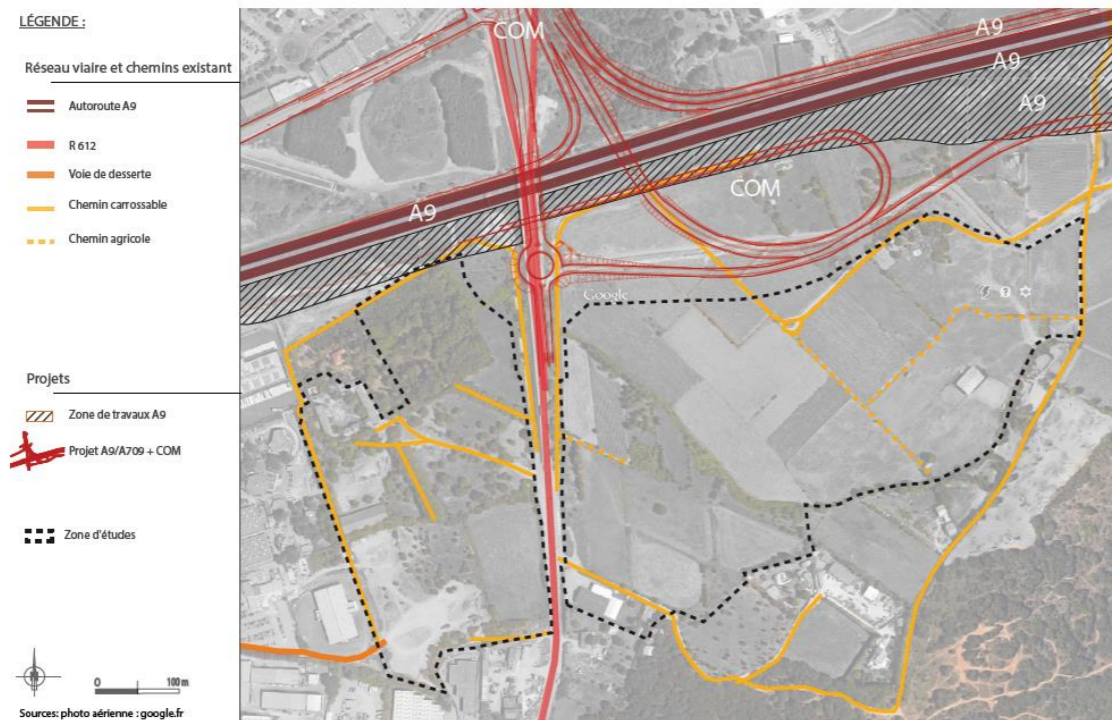 LÉGENDE :
Réseau viaire et chemins existant
Autoroute A9
R 612
Voie de desserte
Chemin carrossable
Chemin agricole
Projets
Zone de travaux A9
Projet A9/A709 + COM
Zone d'études
N
0 100 m
Sources: photo aérienne : google.fr
COM
A9
A9
A9
COM
A9
Google